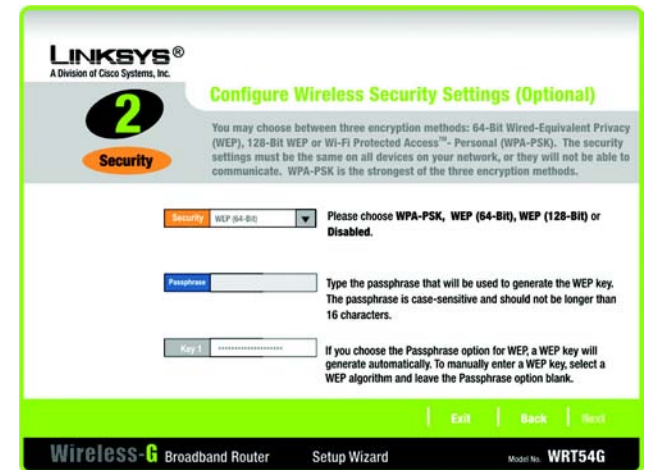 LINKSYS®
A Division of Cisco Systems, Inc.
2
Security
Configure Wireless Security Settings (Optional)
You may choose between three encryption methods: 64-Bit Wired-Equivalent Privacy
(WEP), 128-Bit WEP or Wi-Fi Protected Access™- Personal (WPA-PSK). The security
settings must be the same on all devices on your network, or they will not be able to
communicate. WPA-PSK is the strongest of the three encryption methods.
Security WEP (64-Bit)
Please choose WPA-PSK, WEP (64-Bit), WEP (128-Bit) or
Disabled.
Passphrase
Type the passphrase that will be used to generate the WEP key.
The passphrase is case-sensitive and should not be longer than
16 characters.
Key 1 ********************
If you choose the Passphrase option for WEP, a WEP key will
generate automatically. To manually enter a WEP key, select a
WEP algorithm and leave the Passphrase option blank.
Exit Back Next
Wireless-G Broadband Router Setup Wizard Model No. WRT54G